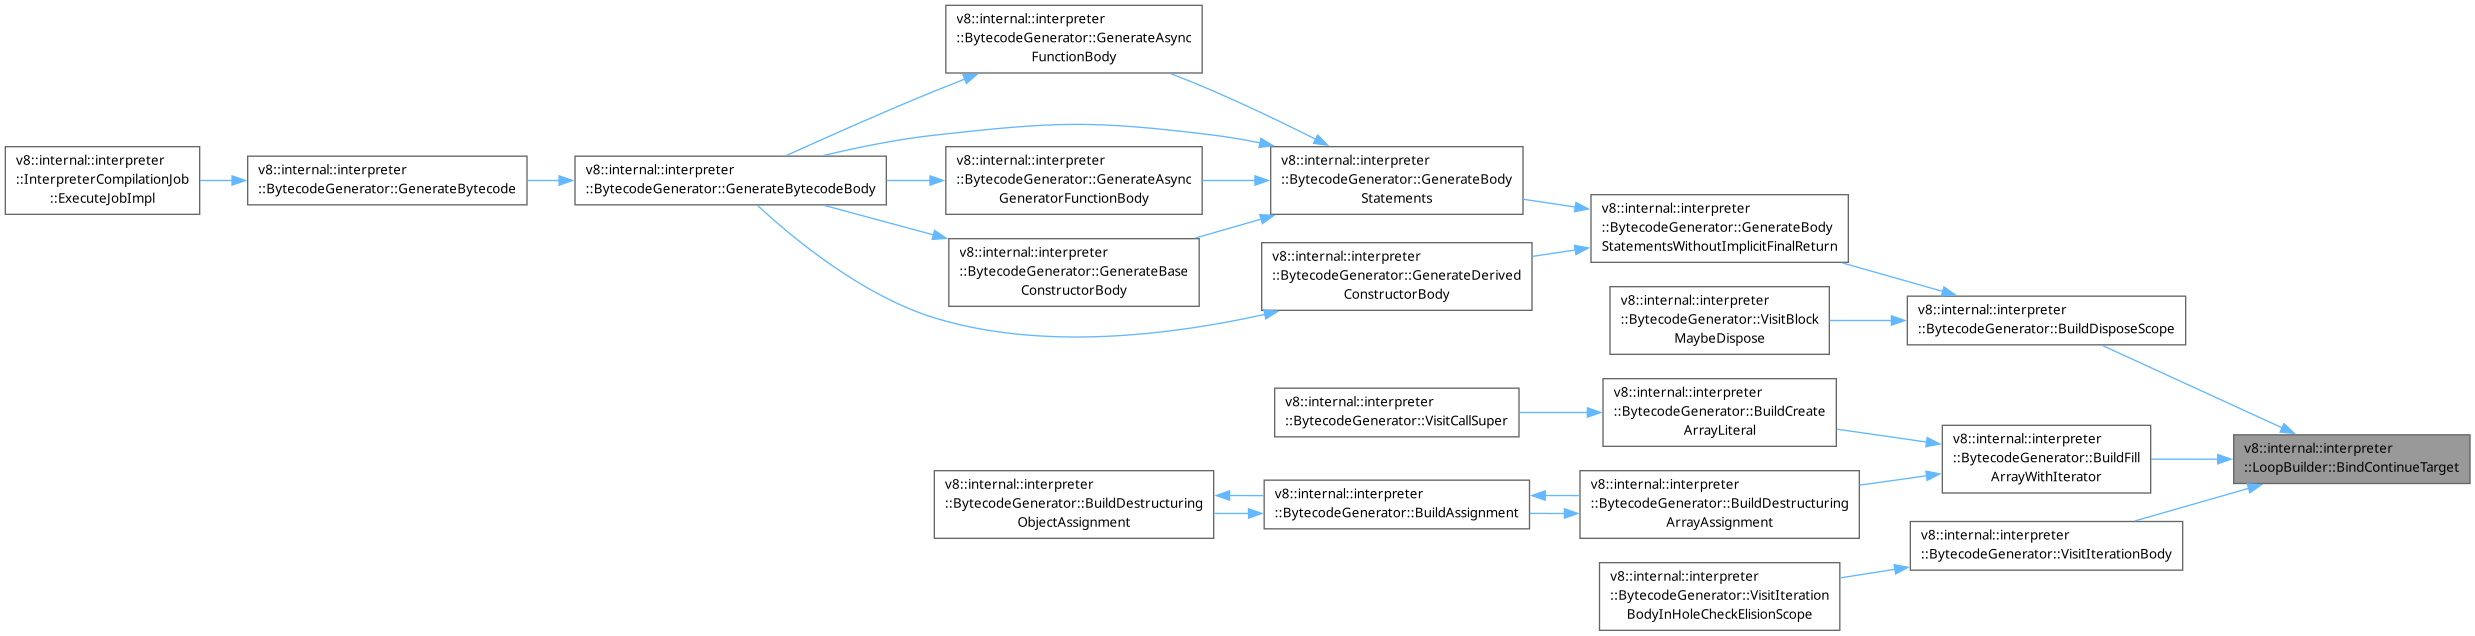 v8::internal::interpreter
::InterpreterCompilationJob
::ExecuteJobImpl
v8::internal::interpreter
::BytecodeGenerator::GenerateBytecode
v8::internal::interpreter
::BytecodeGenerator::GenerateBytecodeBody
v8::internal::interpreter
::BytecodeGenerator::GenerateAsync
FunctionBody
v8::internal::interpreter
::BytecodeGenerator::GenerateAsync
GeneratorFunctionBody
v8::internal::interpreter
::BytecodeGenerator::GenerateBase
ConstructorBody
v8::internal::interpreter
::BytecodeGenerator::GenerateBody
Statements
v8::internal::interpreter
::BytecodeGenerator::GenerateDerived
ConstructorBody
v8::internal::interpreter
::BytecodeGenerator::GenerateBody
StatementsWithoutImplicitFinalReturn
v8::internal::interpreter
::BytecodeGenerator::VisitBlock
MaybeDispose
v8::internal::interpreter
::BytecodeGenerator::BuildDisposeScope
v8::internal::interpreter
::BytecodeGenerator::VisitCallSuper
v8::internal::interpreter
::BytecodeGenerator::BuildCreate
ArrayLiteral
v8::internal::interpreter
::BytecodeGenerator::BuildFill
ArrayWithIterator
v8::internal::interpreter
::LoopBuilder::BindContinueTarget
v8::internal::interpreter
::BytecodeGenerator::BuildDestructuring
ObjectAssignment
v8::internal::interpreter
::BytecodeGenerator::BuildAssignment
v8::internal::interpreter
::BytecodeGenerator::BuildDestructuring
ArrayAssignment
v8::internal::interpreter
::BytecodeGenerator::VisitIterationBody
v8::internal::interpreter
::BytecodeGenerator::VisitIteration
BodyInHoleCheckElisionScope